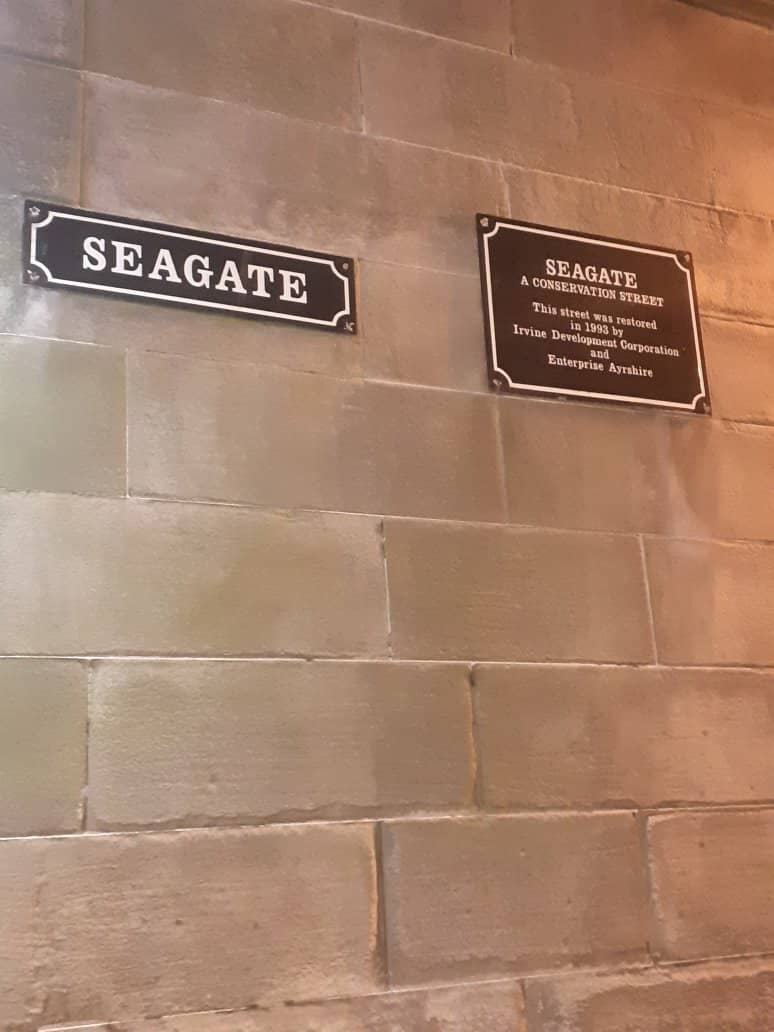 SEAGATE
SEAGATE
A CONSERVATION STREET
This street was restored
in 1993 by
Irvine Development Corporation
and
Enterprise Ayrshire